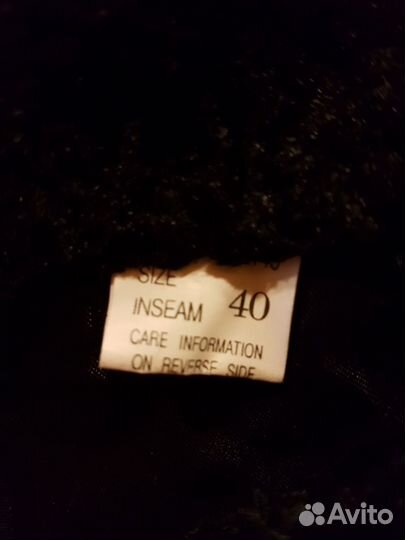 SIZE
INSEAM 40
CARE INFORMATION
ON REVERSE SIDE
Avito